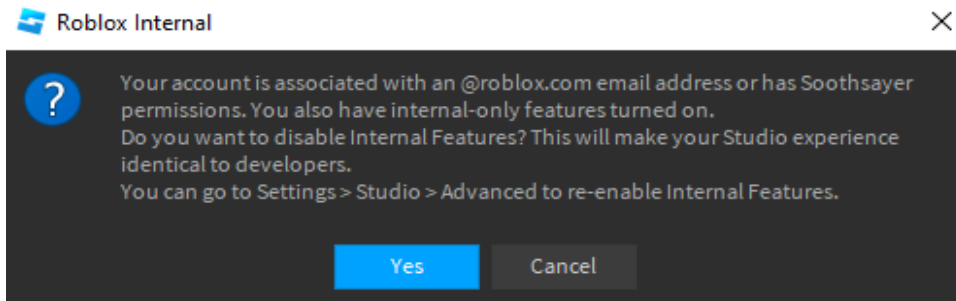 Roblox Internal
Your account is associated with an @roblox.com email address or has Soothsayer
permissions. You also have internal-only features turned on.
Do you want to disable Internal Features? This will make your Studio experience
identical to developers.
You can go to Settings > Studio > Advanced to re-enable Internal Features.
Yes Cancel